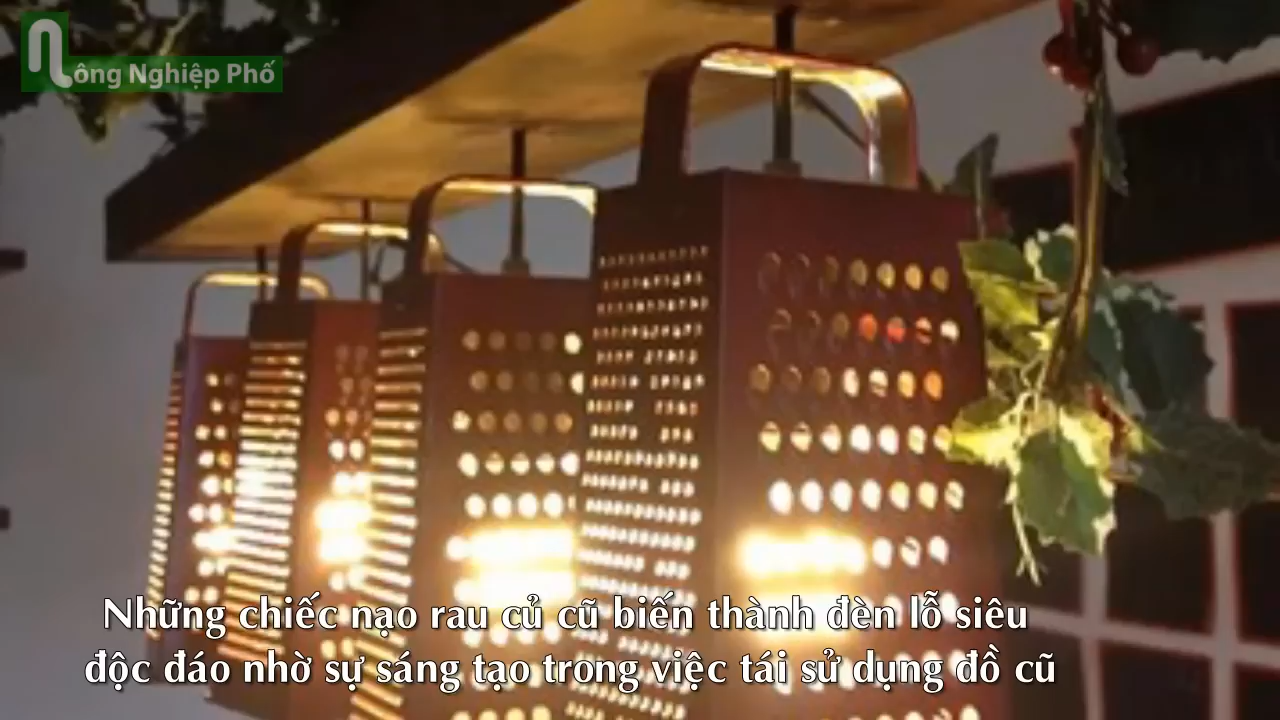 Nông Nghiệp Phố
Những chiếc nạo rau củ cũ biến thành đèn lỗ siêu
độc đáo nhờ sự sáng tạo trong việc tái sử dụng đồ cũ